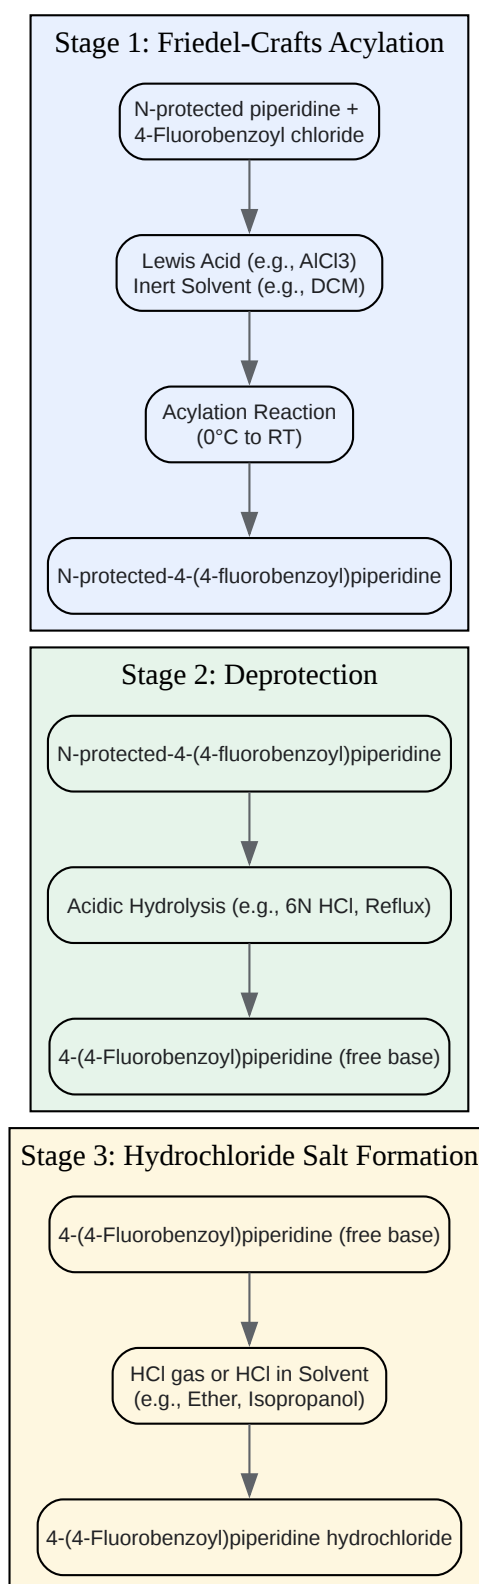 Stage 1: Friedel-Crafts Acylation
N-protected piperidine +
4-Fluorobenzoyl chloride
Lewis Acid (e.g., AlCl3)
Inert Solvent (e.g., DCM)
Acylation Reaction
(0°C to RT)
N-protected-4-(4-fluorobenzoyl)piperidine
Stage 2: Deprotection
N-protected-4-(4-fluorobenzoyl)piperidine
Acidic Hydrolysis (e.g., 6N HCl, Reflux)
4-(4-Fluorobenzoyl)piperidine (free base)
Stage 3: Hydrochloride Salt Formation
4-(4-Fluorobenzoyl)piperidine (free base)
HCl gas or HCl in Solvent
(e.g., Ether, Isopropanol)
4-(4-Fluorobenzoyl)piperidine hydrochloride